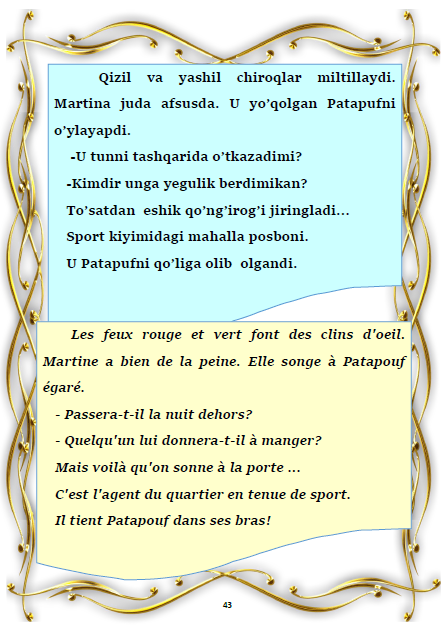 Qizil va yashil chiroqlar miltillaydi.
Martina juda afsusda. U yo’qolgan Patapufni
o’ylayapdi.
-U tunni tashqarida o’tkazadimi?
-Kimdir unga yegulik berdimikan?
To’satdan eshik qo’ng’irog’i jiringladi...
Sport kiyimidagi mahalla posboni.
U Patapufni qo’liga olib olgandi.
Les feux rouge et vert font des clins d'oeil.
Martine a bien de la peine. Elle songe à Patapouf
égaré.
- Passera-t-il la nuit dehors?
- Quelqu'un lui donnera-t-il à manger?
Mais voilà qu'on sonne à la porte ...
C'est l'agent du quartier en tenue de sport.
Il tient Patapouf dans ses bras!
43